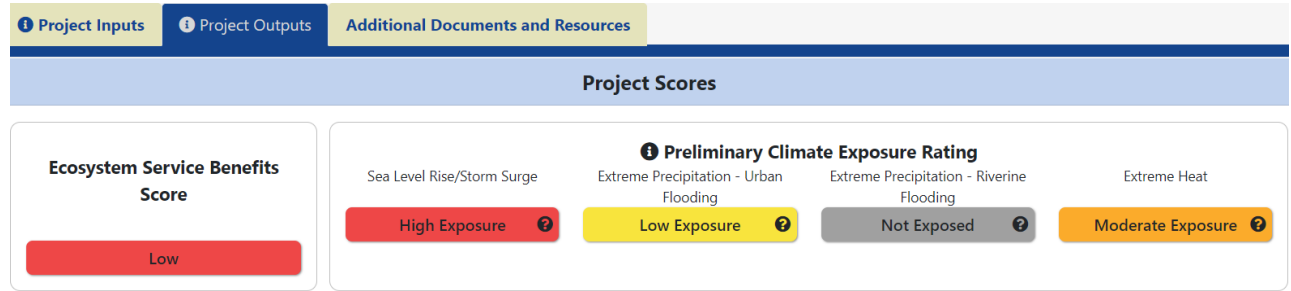 Project Inputs
Project Outputs
Additional Documents and Resources
Project Scores
Ecosystem Service Benefits
Score
Low
Preliminary Climate Exposure Rating
Sea Level Rise/Storm Surge
High Exposure
Extreme Precipitation - Urban
Flooding
Low Exposure
Extreme Precipitation - Riverine
Flooding
Not Exposed
Extreme Heat
Moderate Exposure